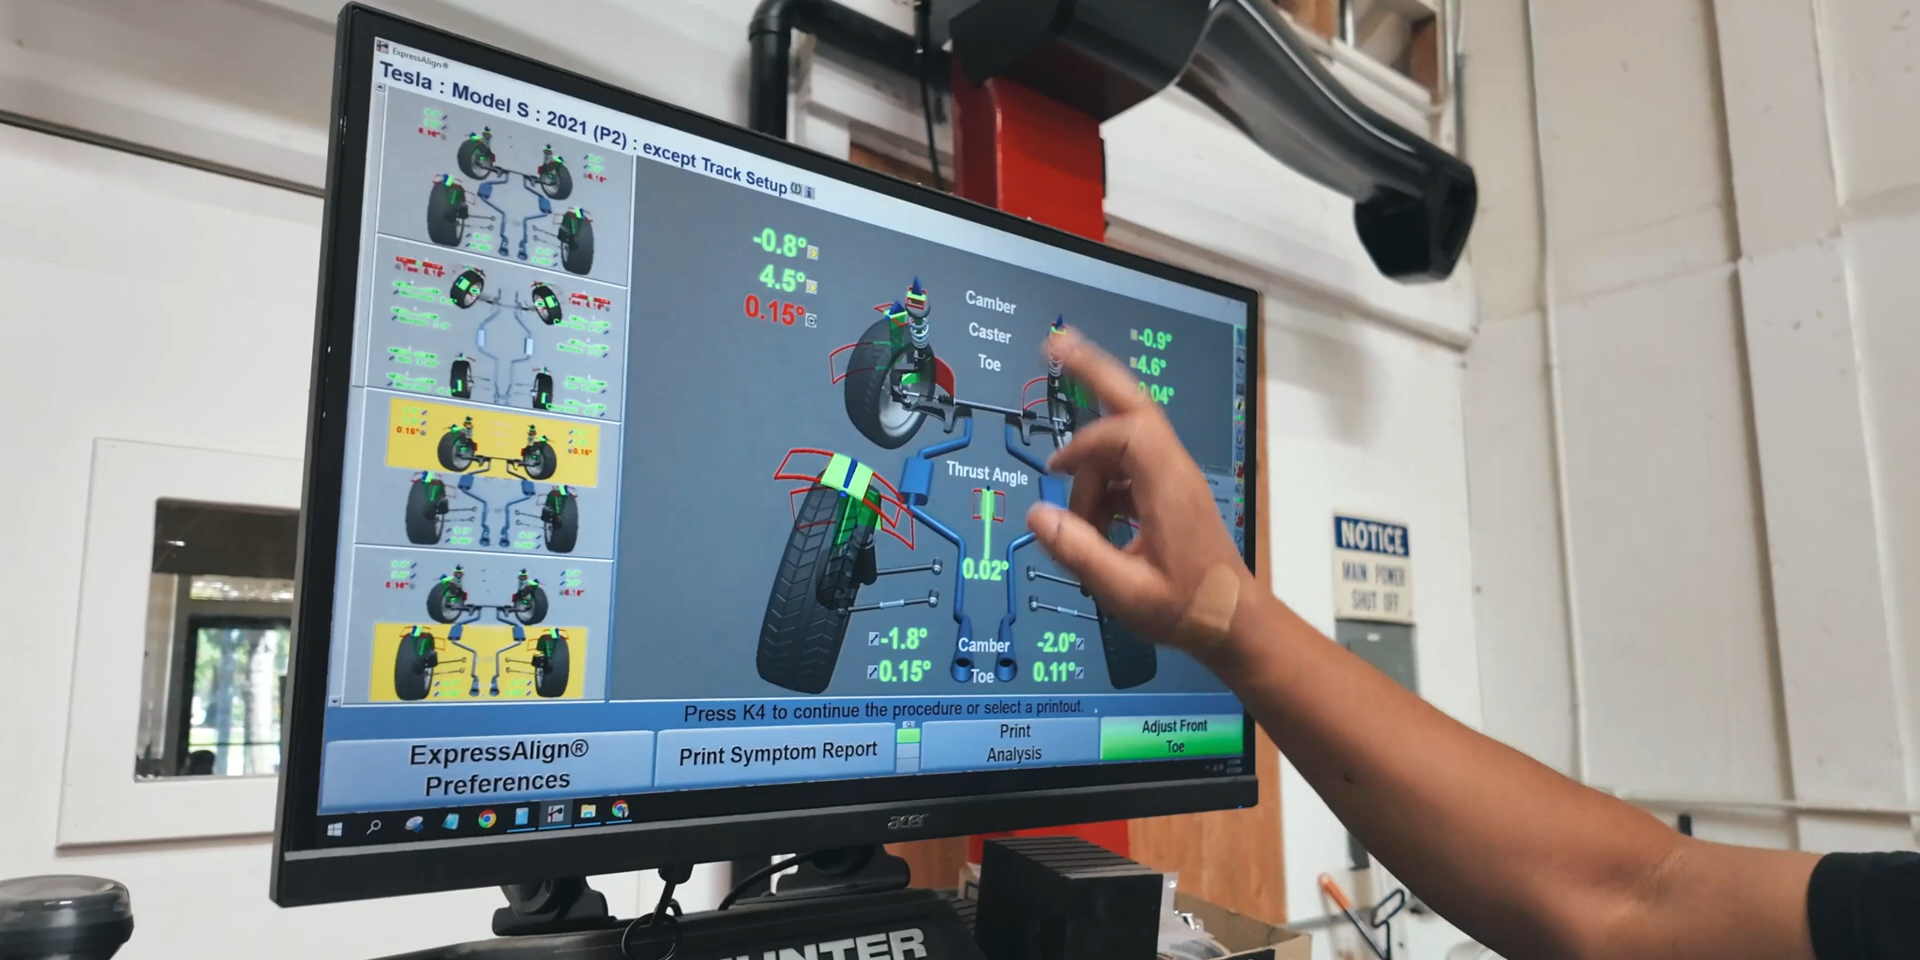 ExpressAlign®
Tesla : Model S : 2021 (P2) : except Track Setup
-0.8°
4.5°
0.15°
Camber
Caster
Toe
-0.9°
4.6°
Thrust Angle
0.02°
-1.8° Camber -2.0°
0.15° Toe 0.11°
Press K4 to continue the procedure or select a printout.
ExpressAlign®
Preferences
Print Symptom Report
Print
Analysis
Adjust Front
Toe
acer
HUNTER
NOTICE
MAIN POWER
SHUT OFF